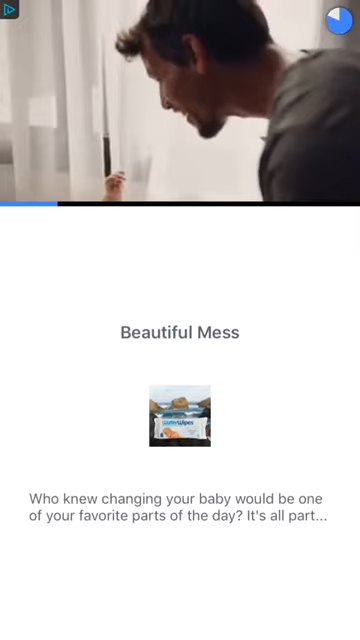 Beautiful Mess
WaterWipes
Who knew changing your baby would be one
of your favorite parts of the day? It's all part...